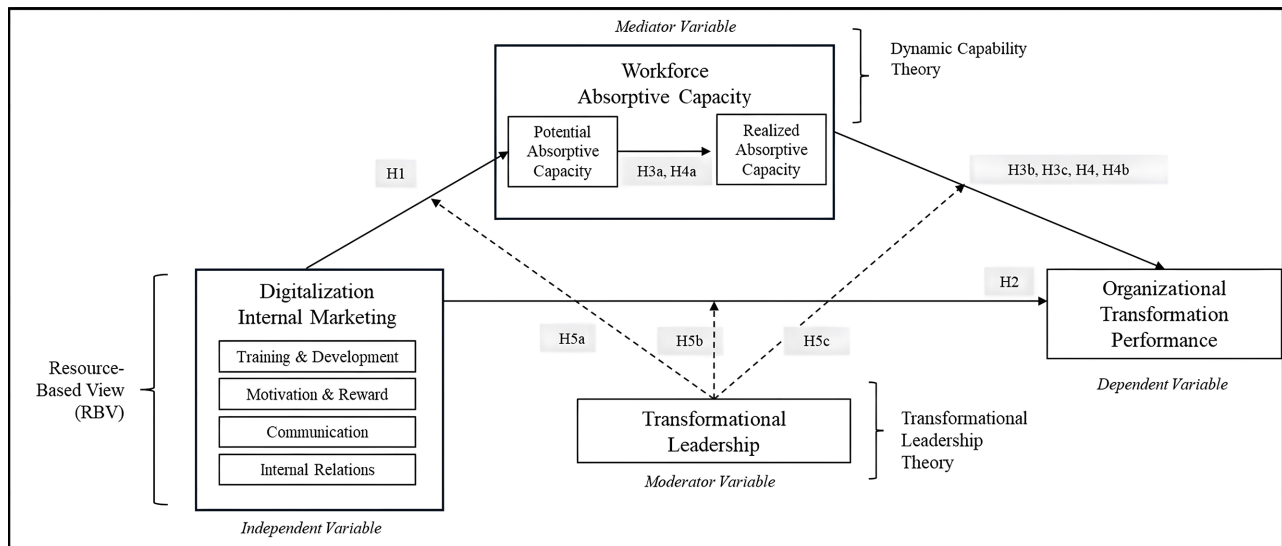 Mediator Variable
Workforce
Absorptive Capacity
Dynamic Capability
Theory
Potential
Absorptive
Capacity
H3a, H4a
Realized
Absorptive
Capacity
H1
H3b, H3c, H4, H4b
Resource-
Based View
(RBV)
Digitalization
Internal Marketing
Training & Development
Motivation & Reward
Communication
Internal Relations
Independent Variable
H2
H5a
H5b
H5c
Organizational
Transformation
Performance
Dependent Variable
Transformational
Leadership
Moderator Variable
Transformational
Leadership
Theory